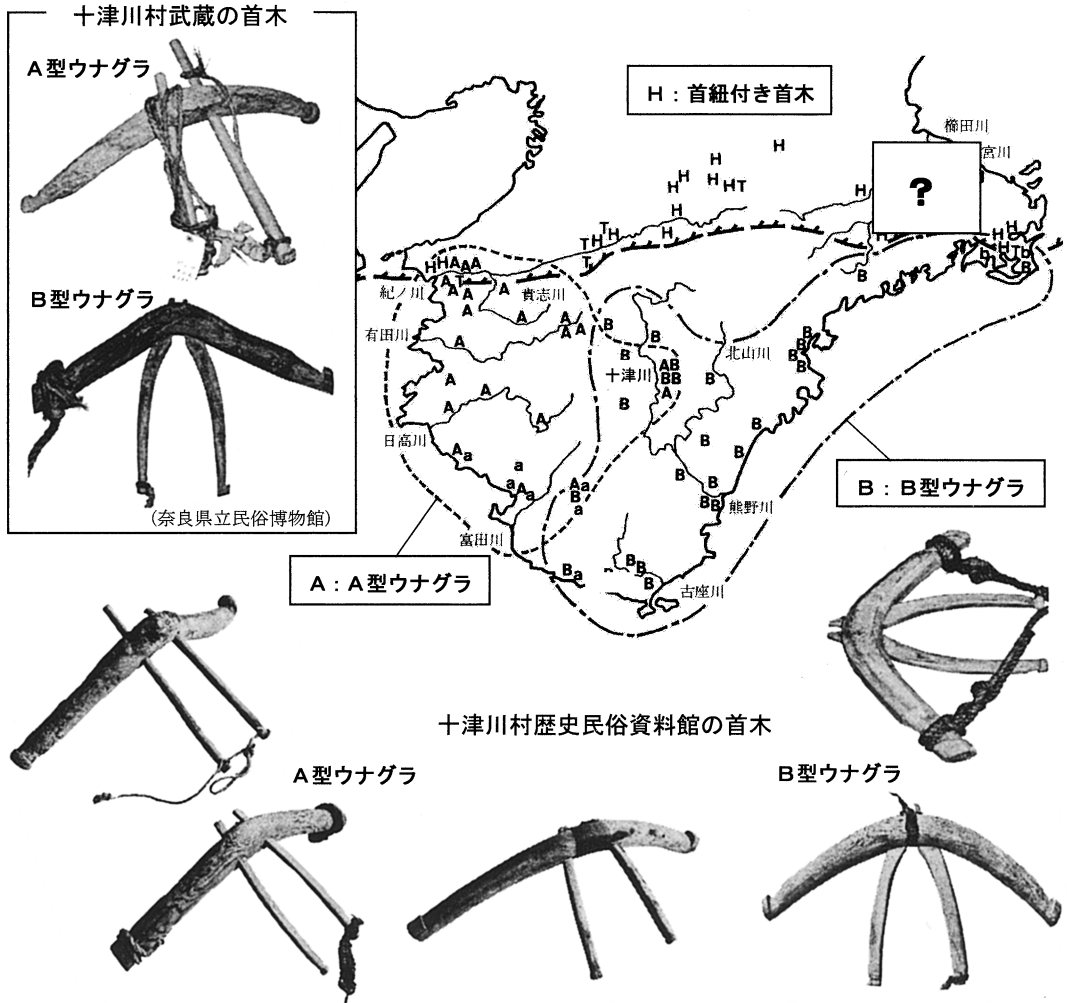 十津川村武蔵の首木
A型ウナグラ
B型ウナグラ
(奈良県立民俗博物館)
H：首紐付き首木
櫛田川
宮川
?
H
H
H
H
H
H T
H
H
T H
T H
T
H
H
H
H
T b
b
B
B
H H A A A
A T
A
A
A
紀ノ川
貴志川
A
A
A A
有田川
A
B
B
B
十津川
A B
B B
A
B
北山川
B
B
B
B
B
A
A
A
A
日高川
A a
a
a
A a
A a
B
a
富田川
B
B
B
B
B
B B
熊野川
B a
B B
B
古座川
A：A型ウナグラ
B：B型ウナグラ
十津川村歴史民俗資料館の首木
A型ウナグラ
B型ウナグラ